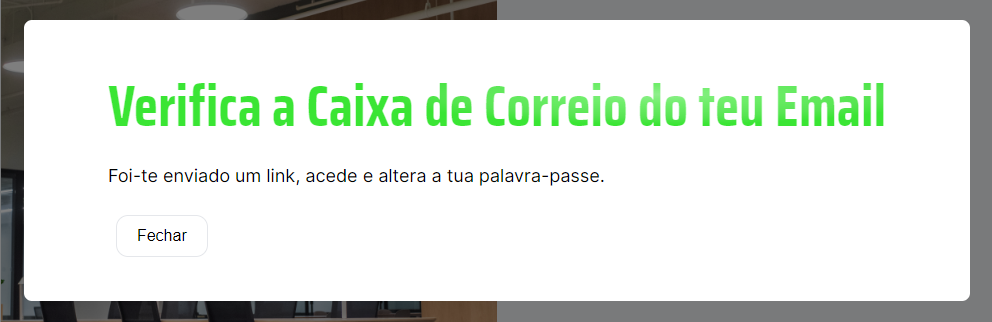 Verifica a Caixa de Correio do teu Email
Foi-te enviado um link, acede e altera a tua palavra-passe.
Fechar